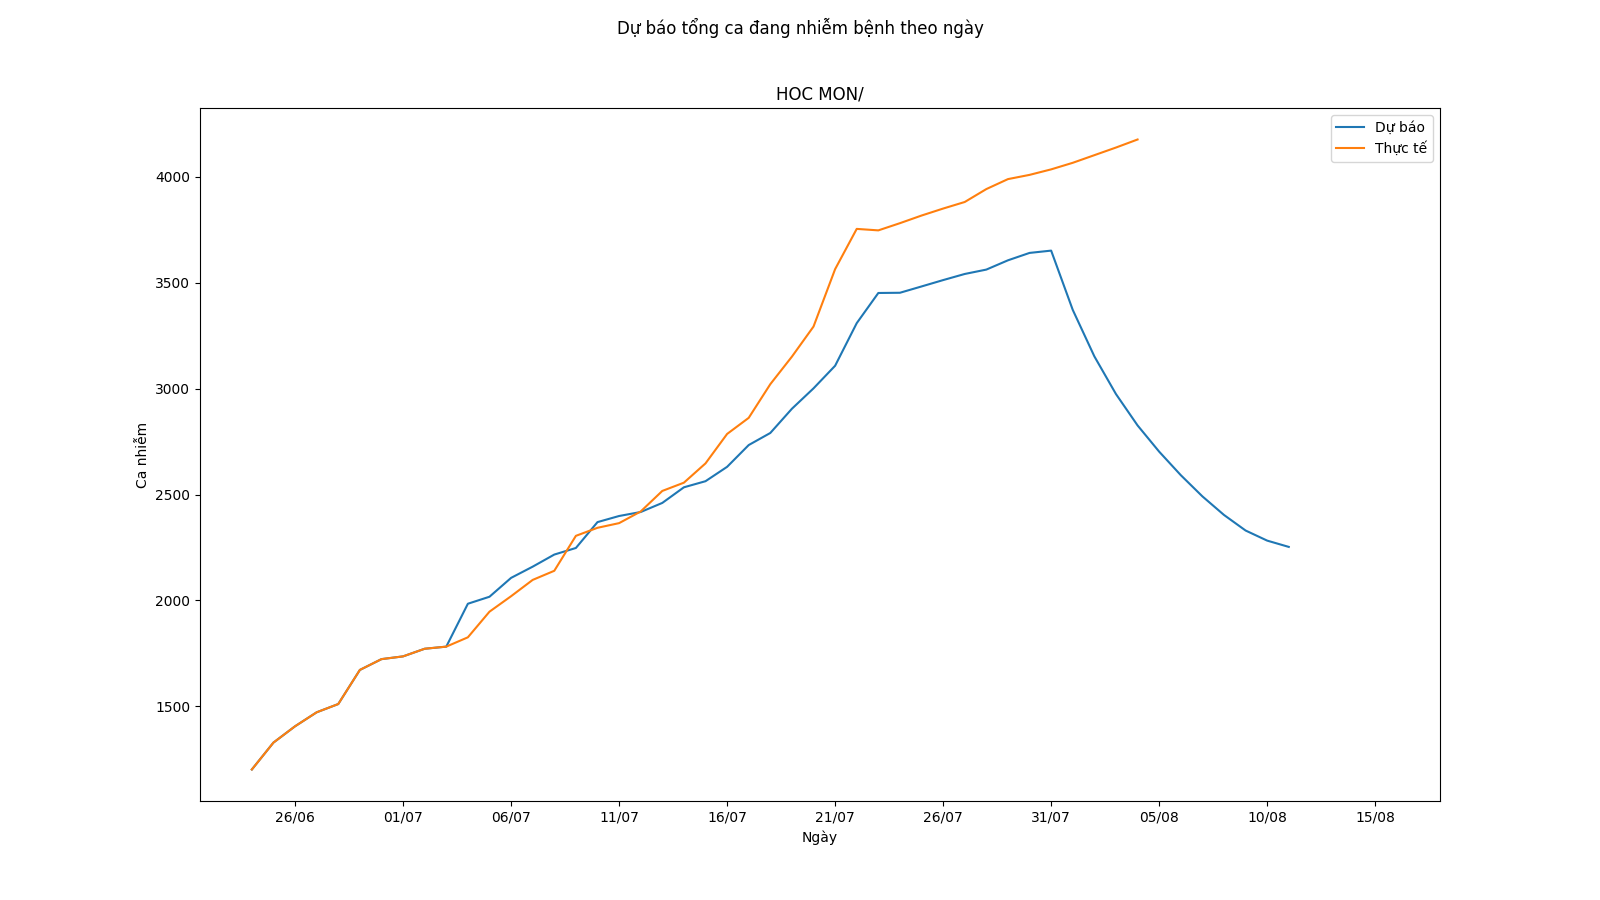 Dự báo tổng ca đang nhiễm bệnh theo ngày
HOC MON/
Dự báo
Thực tế
4000
3500
3000
2500
2000
1500
Ca nhiễm
26/06 01/07 06/07 11/07 16/07 21/07 26/07 31/07 05/08 10/08 15/08
Ngày